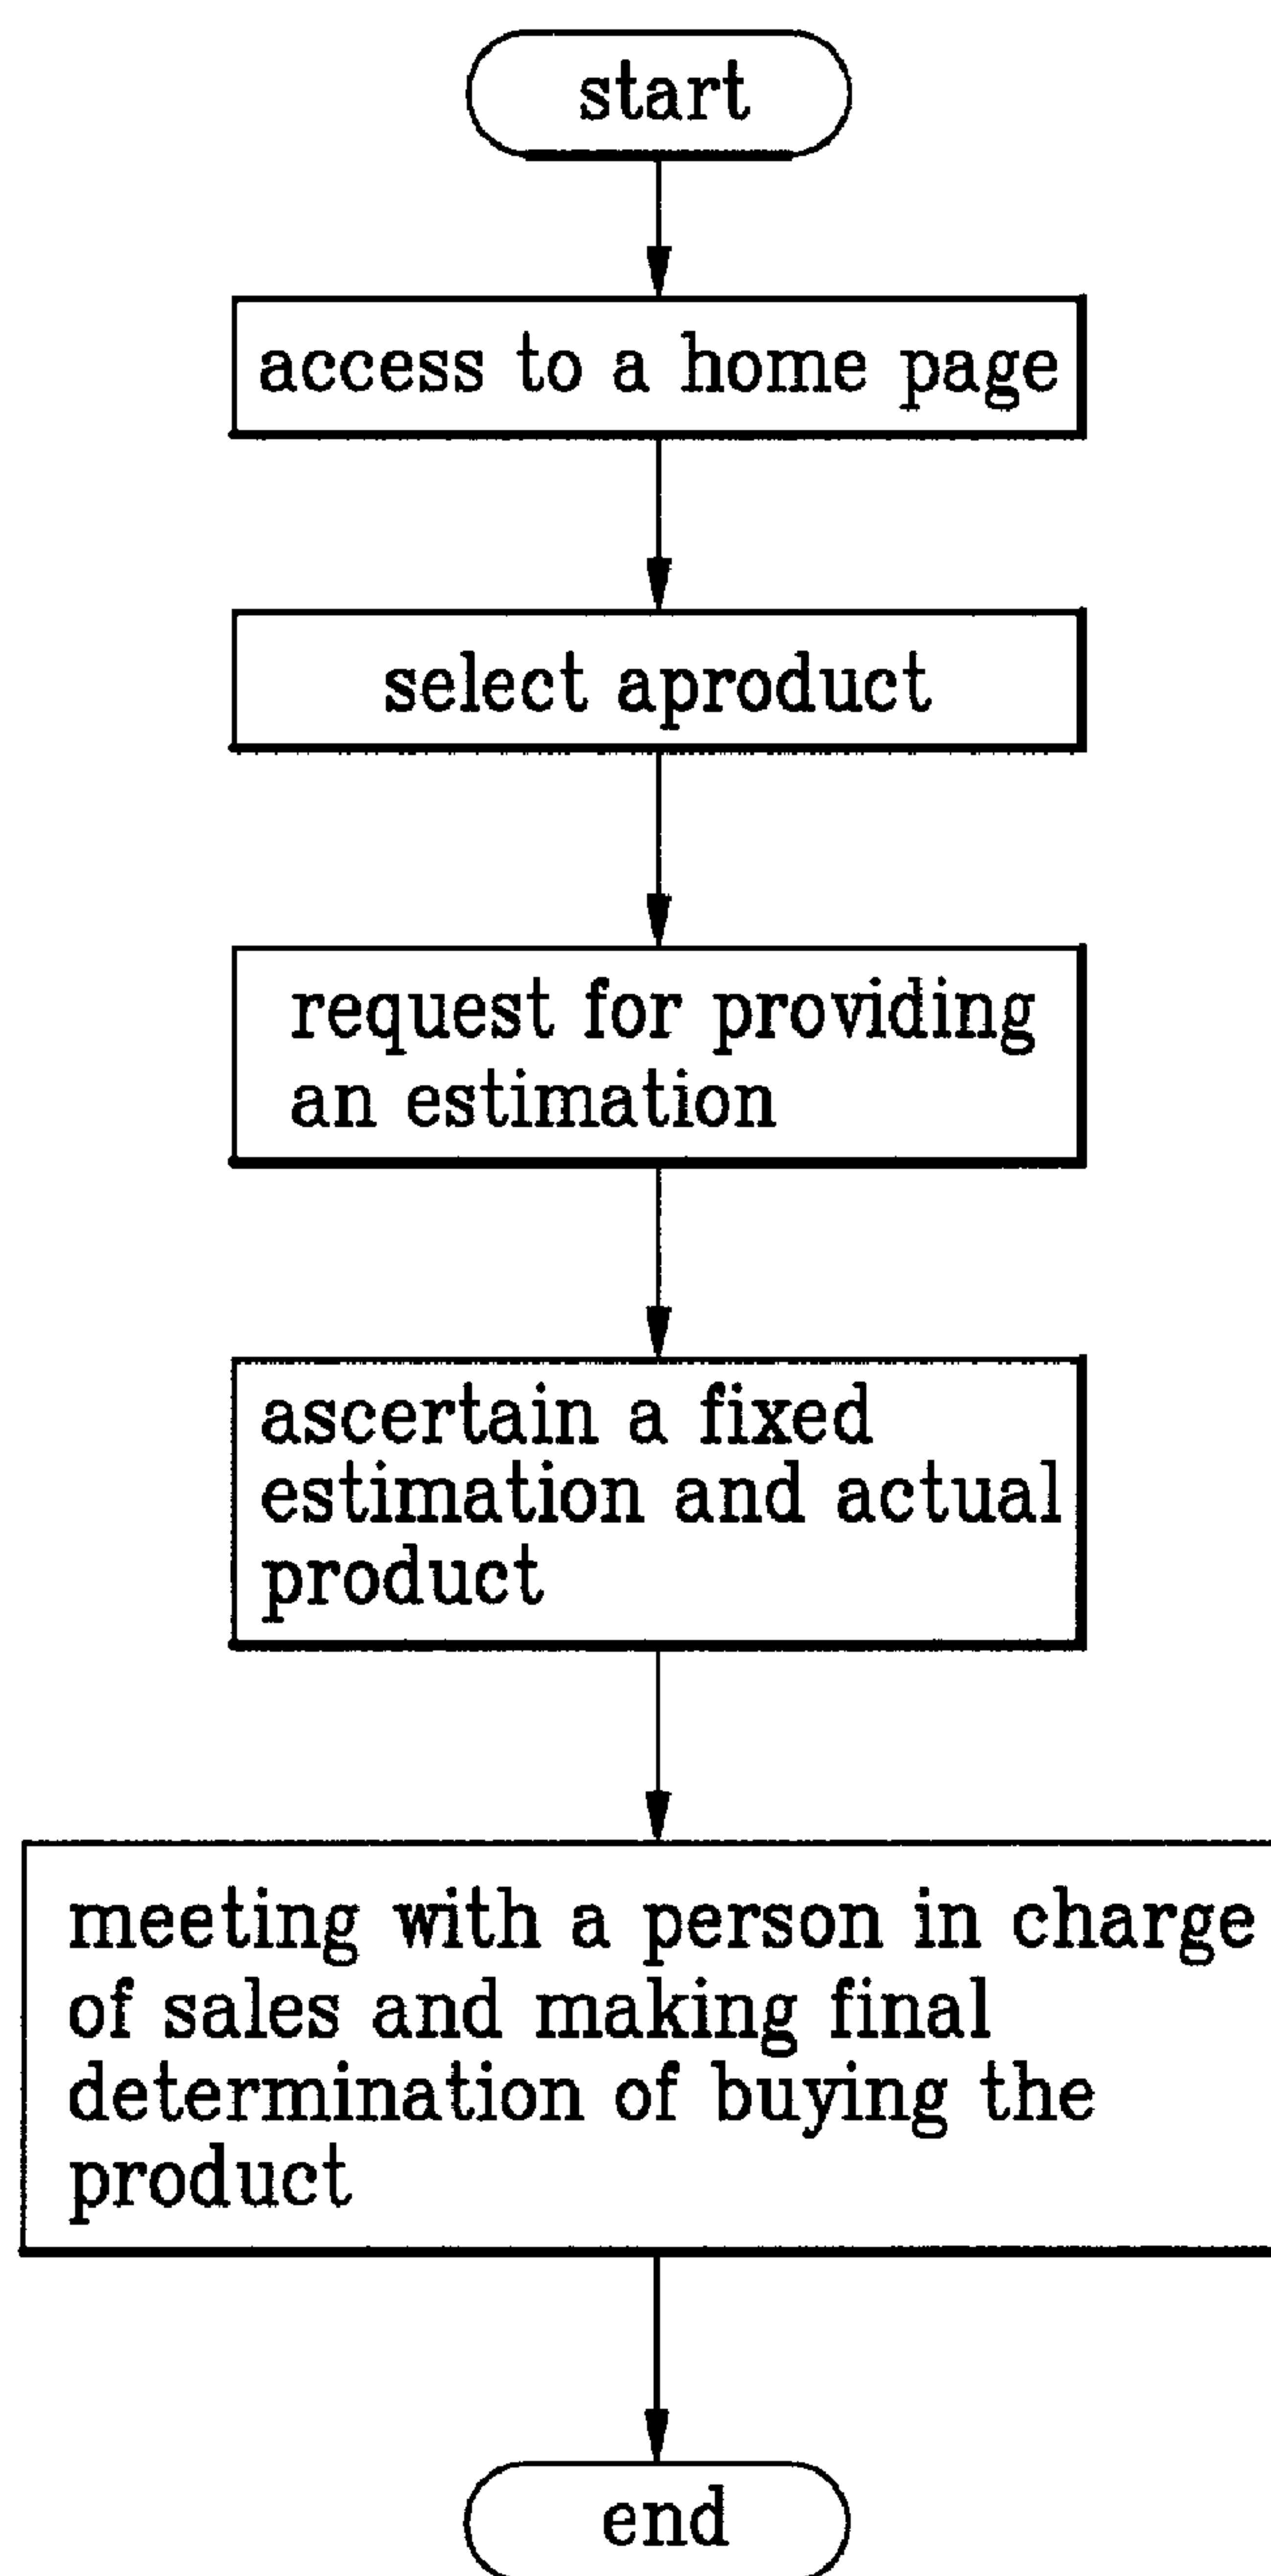 start
access to a home page
select aproduct
request for providing
an estimation
ascertain a fixed
estimation and actual
product
meeting with a person in charge
of sales and making final
determination of buying the
product
end